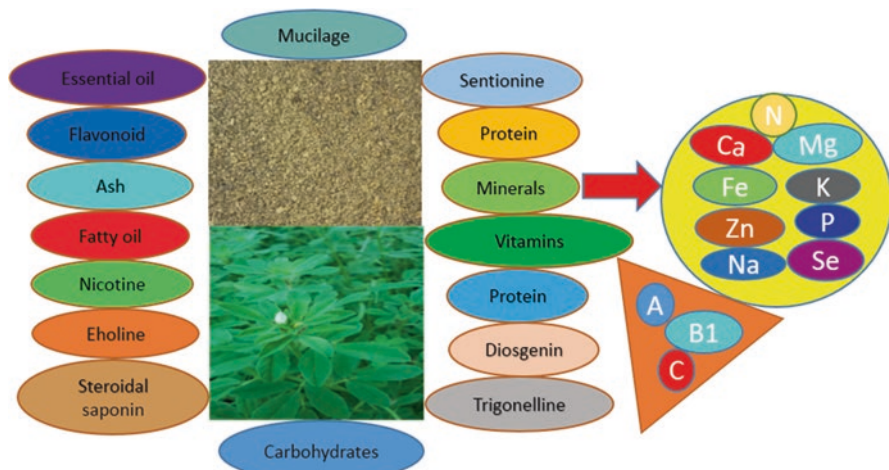 Mucilage
Essential oil
Flavonoid
Ash
Fatty oil
Nicotine
Eholine
Steroidal
saponin
Sentionine
Protein
Minerals
Vitamins
Protein
Diosgenin
Trigonelline
Carbohydrates
N
Ca Mg
Fe K
Zn P
Na Se
A
B1
C